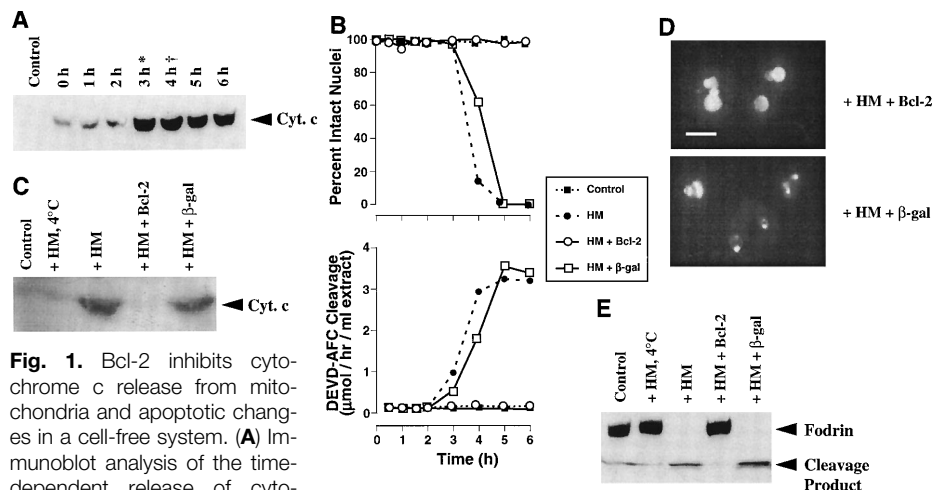 A
Control
0 h
1 h
2 h
3 h *
4 h †
5 h
6 h
Cyt. c
C
Control
+ HM, 4°C
+ HM
+ HM + Bcl-2
+ HM + β-gal
Cyt. c
Fig. 1. Bcl-2 inhibits cyto-
chrome c release from mito-
chondria and apoptotic chang-
es in a cell-free system. (A) Im-
munoblot analysis of the time-
dependent release of cyto-
B
Percent Intact Nuclei
100
80
60
40
20
0
DEVD-AFC Cleavage
(μmol / hr / ml extract)
4
3
2
1
0
0 1 2 3 4 5 6
Time (h)
Control
HM
HM + Bcl-2
HM + β-gal
D
+ HM + Bcl-2
+ HM + β-gal
E
Control
+ HM, 4°C
+ HM
+ HM + Bcl-2
+ HM + β-gal
Fodrin
Cleavage
Product